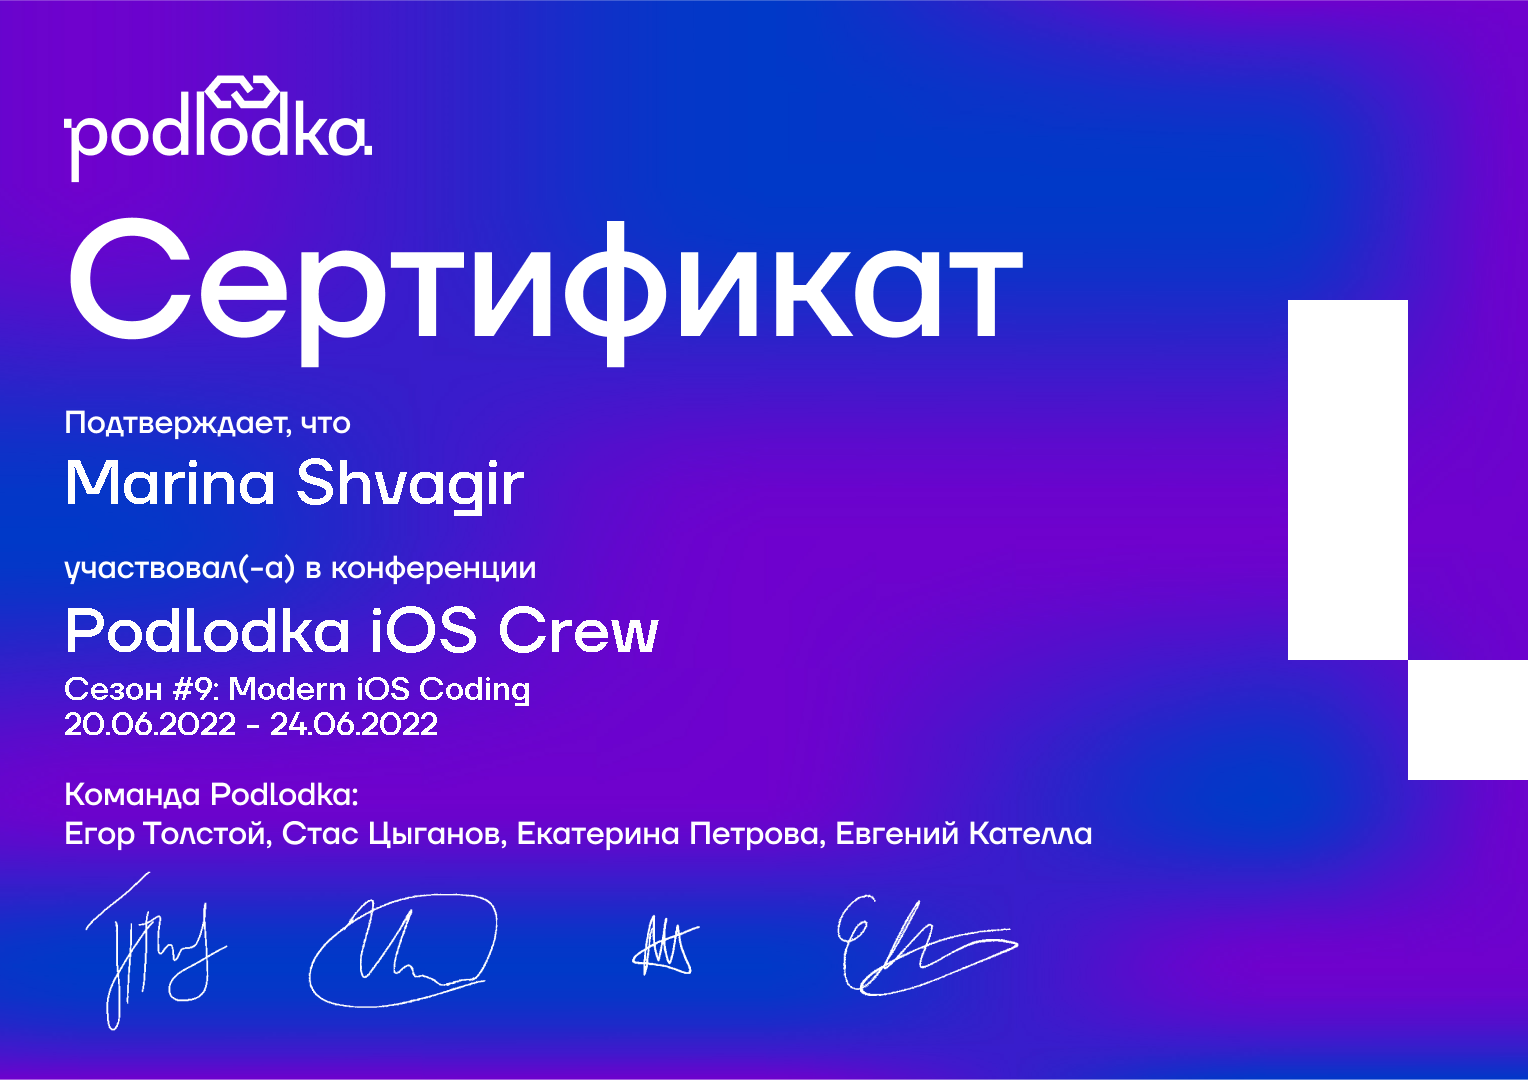 podlodka.
Сертификат
Подтверждает, что
Marina Shvagir
участвовал(-а) в конференции
Podlodka iOS Crew
Сезон #9: Modern iOS Coding
20.06.2022 - 24.06.2022
Команда Podlodka:
Егор Толстой, Стас Цыганов, Екатерина Петрова, Евгений Кателла